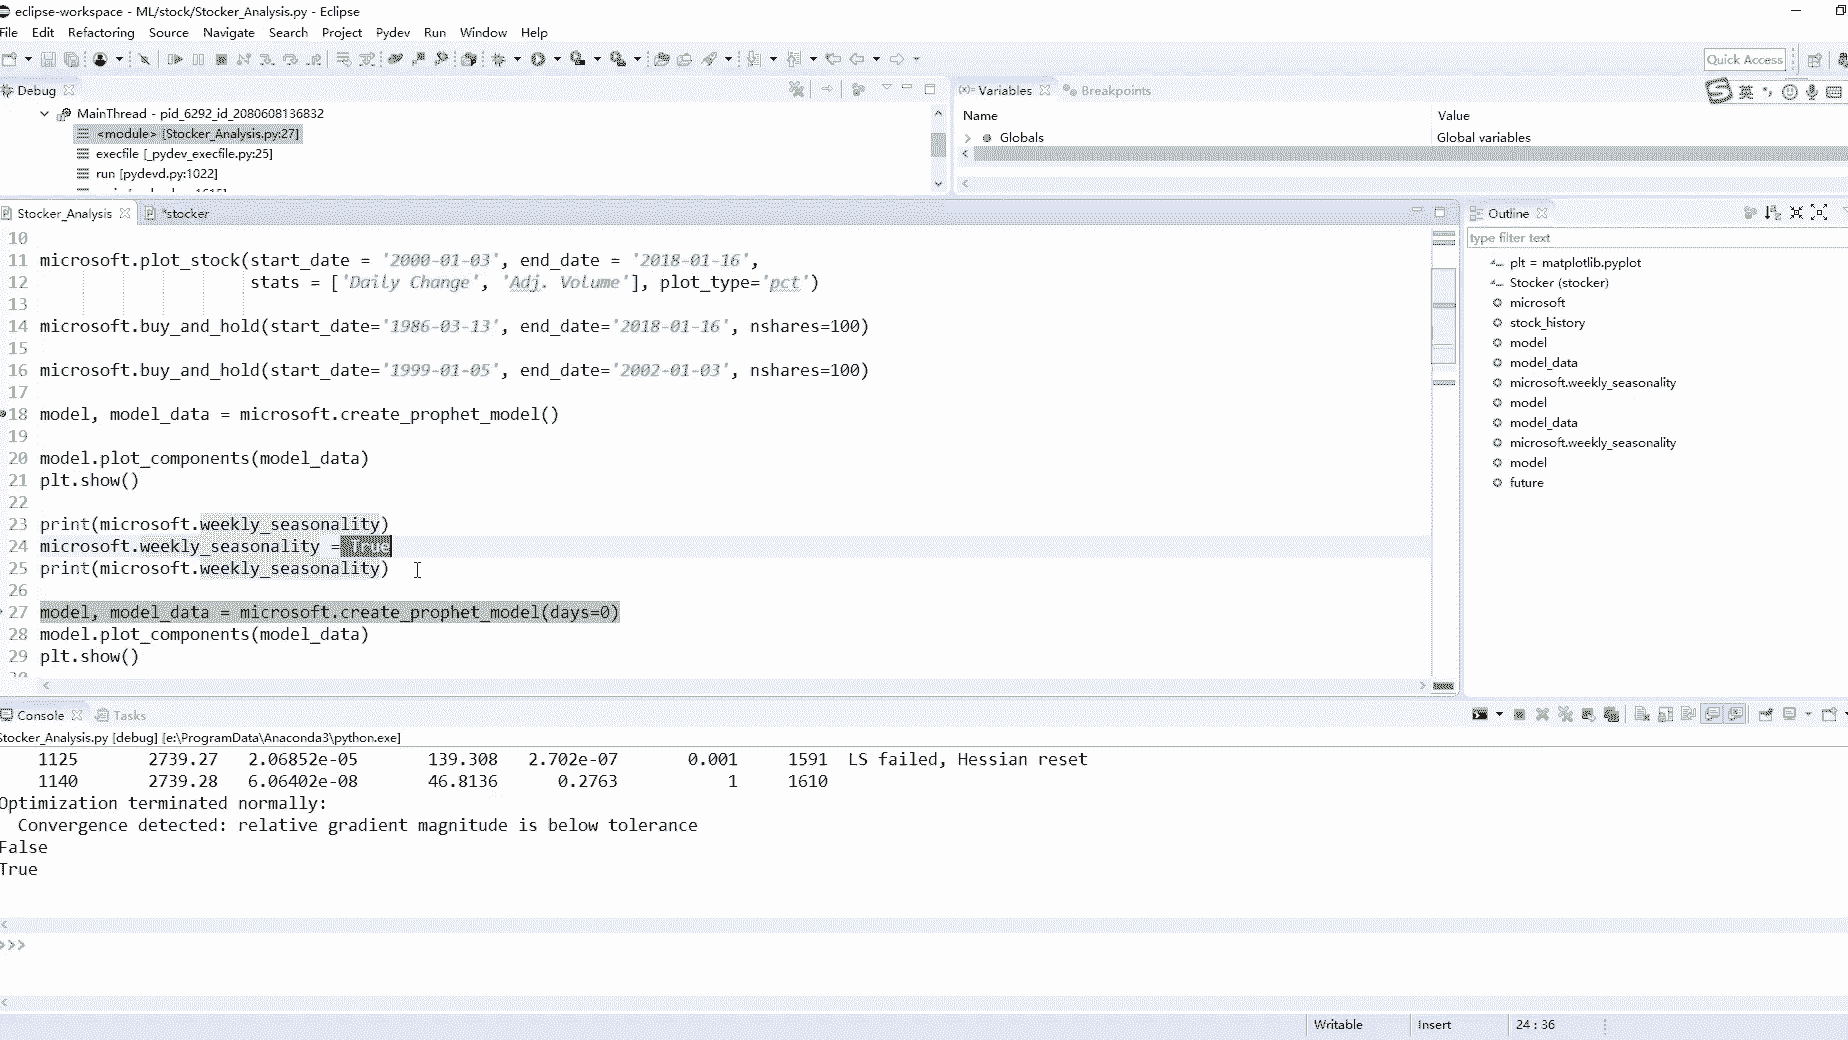 eclipse-workspace - ML/stock/Stocker_Analysis.py - Eclipse
File Edit Refactoring Source Navigate Search Project Pydev Run Window Help
Quick Access
Debug
Variables Breakpoints
英
MainThread - pid_6292_id_2080608136832
<module> [Stocker_Analysis.py:27]
execfile [_pydev_execfile.py:25]
run [pydevd.py:1022]
Name Value
Globals Global variables
Stocker_Analysis *stocker
10
11 microsoft.plot_stock(start_date = '2000-01-03', end_date = '2018-01-16',
12 stats = ['Daily Change', 'Adj. Volume'], plot_type='pct')
13
14 microsoft.buy_and_hold(start_date='1986-03-13', end_date='2018-01-16', nshares=100)
15
16 microsoft.buy_and_hold(start_date='1999-01-05', end_date='2002-01-03', nshares=100)
17
18 model, model_data = microsoft.create_prophet_model()
19
20 model.plot_components(model_data)
21 plt.show()
22
23 print(microsoft.weekly_seasonality)
24 microsoft.weekly_seasonality = True
25 print(microsoft.weekly_seasonality)
26
27 model, model_data = microsoft.create_prophet_model(days=0)
28 model.plot_components(model_data)
29 plt.show()
Outline
type filter text
plt = matplotlib.pyplot
Stocker (stocker)
microsoft
stock_history
model
model_data
microsoft.weekly_seasonality
model
model_data
microsoft.weekly_seasonality
model
future
Console Tasks
Stocker_Analysis.py [debug] [e:\ProgramData\Anaconda3\python.exe]
1125 2739.27 2.06852e-05 139.308 2.702e-07 0.001 1591 LS failed, Hessian reset
1140 2739.28 6.06402e-08 46.8136 0.2763 1 1610
Optimization terminated normally:
Convergence detected: relative gradient magnitude is below tolerance
False
True
>>>
Writable Insert 24 : 36